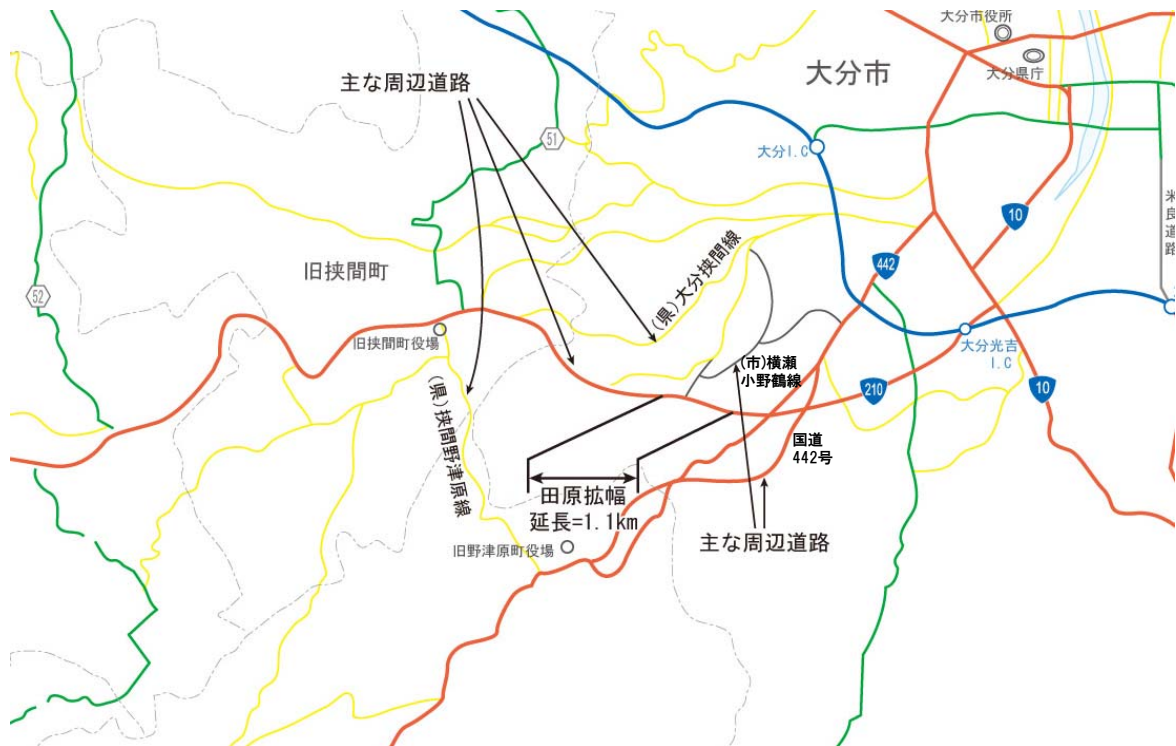 大分市役所
大分県庁
大分市
主な周辺道路
51
大分I.C
米良道路
10
442
旧挾間町
52
(県)大分挾間線
旧挾間町役場
(県)挾間野津原線
(市)横瀬
小野鶴線
大分光吉
I.C
210
10
国道
442号
田原拡幅
延長=1.1km
主な周辺道路
旧野津原町役場